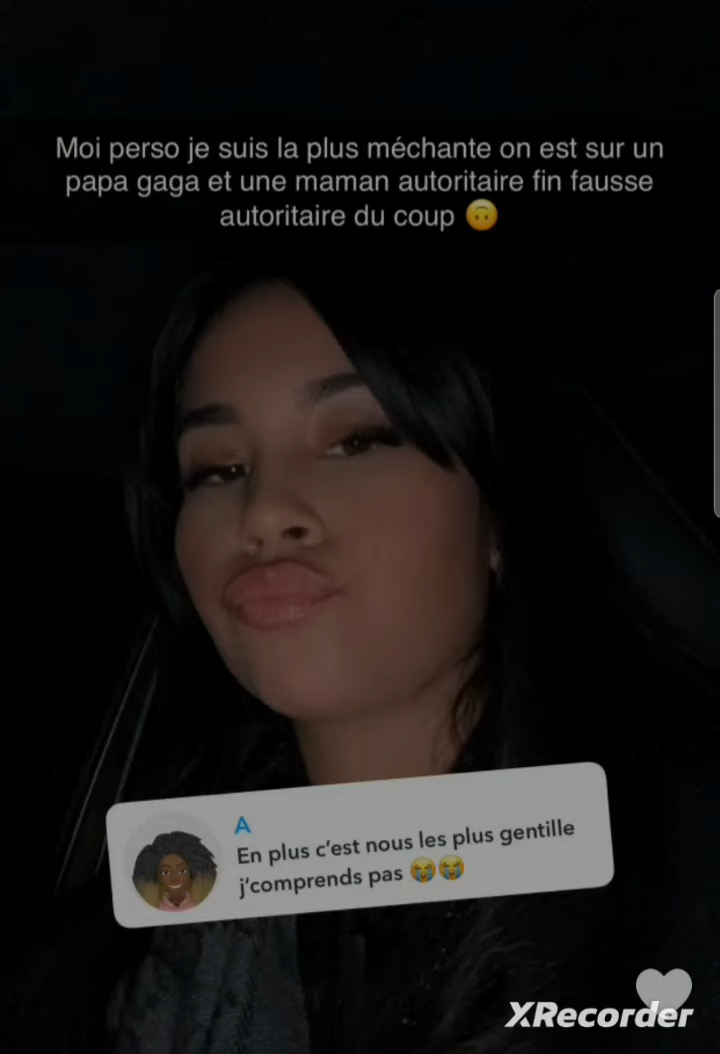 Moi perso je suis la plus méchante on est sur un
papa gaga et une maman autoritaire fin fausse
autoritaire du coup 🙃
A
En plus c’est nous les plus gentille
j’comprends pas 😭😭
XRecorder